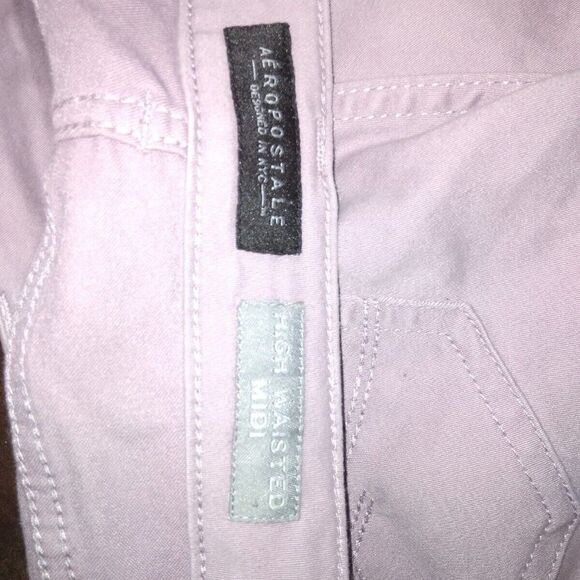 AÉROPOSTALE
DESIGNED IN NYC
HIGH WAISTED
MIDI